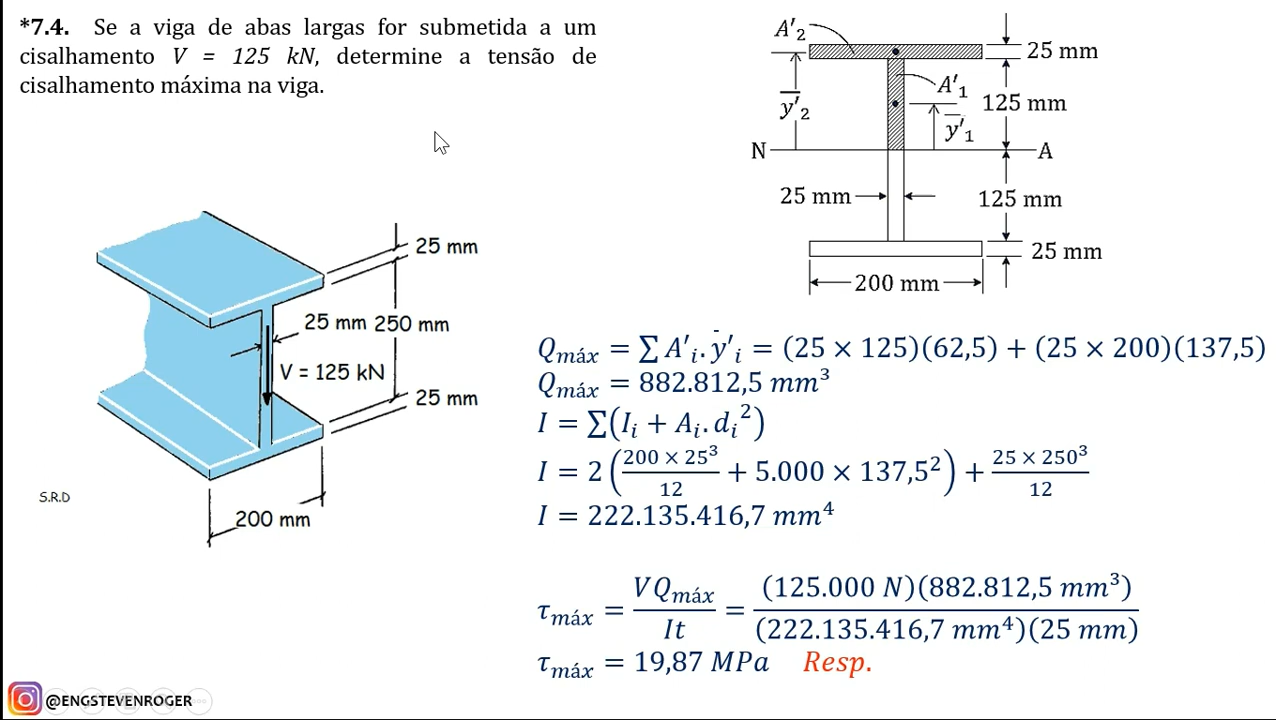 *7.4. Se a viga de abas largas for submetida a um
cisalhamento V = 125 kN, determine a tensão de
cisalhamento máxima na viga.
25 mm
25 mm 250 mm
V = 125 kN
25 mm
S.R.D
200 mm
A'₂
25 mm
A'₁
125 mm
y̅'₂
y̅'₁
N
A
25 mm
125 mm
25 mm
200 mm
Qmáx = ∑ A'ᵢ. y̅'ᵢ = (25 × 125)(62,5) + (25 × 200)(137,5)
Qmáx = 882.812,5 mm³
I = ∑(Iᵢ + Aᵢ. dᵢ²)
I = 2 (200 × 25³/12 + 5.000 × 137,5²) + 25 × 250³/12
I = 222.135.416,7 mm⁴
τmáx = VQmáx/It = (125.000 N)(882.812,5 mm³)/(222.135.416,7 mm⁴)(25 mm)
τmáx = 19,87 MPa Resp.
@ENGSTEVENROGER